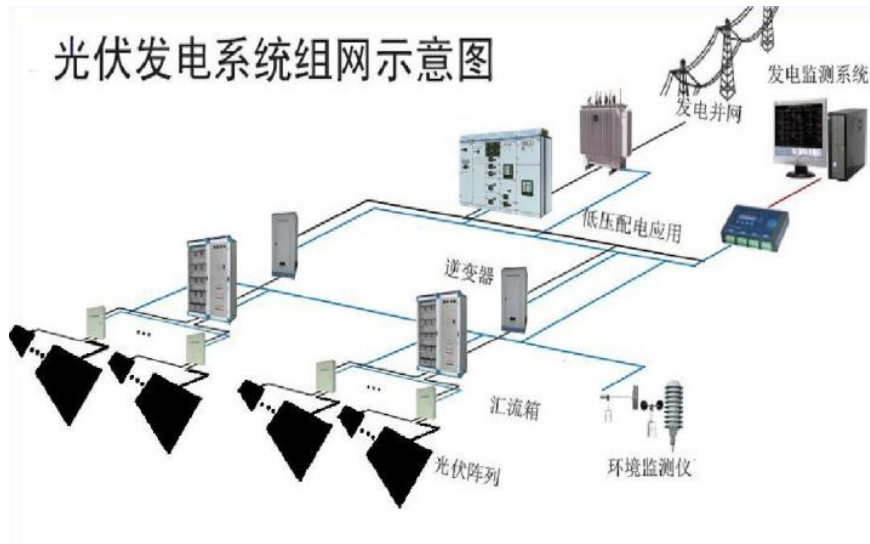 光伏发电系统组网示意图
发电监测系统
发电并网
低压配电应用
逆变器
汇流箱
光伏阵列
环境监测仪